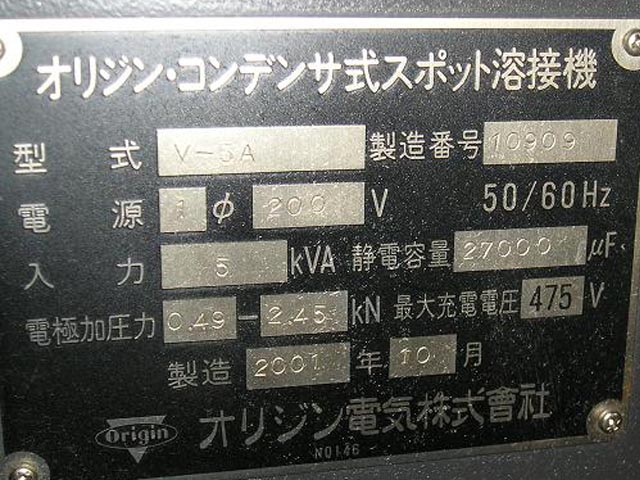 オリジン・コンデンサ式スポット溶接機
型式 V-5A 製造番号 10909
電源 1φ 200 V 50/60Hz
入力 5 kVA 静電容量 27000 μF
電極加圧力 0.49-2.45 kN 最大充電電圧 475 V
製造 2001 年 10 月
Origin オリジン電気株式會社
NO146